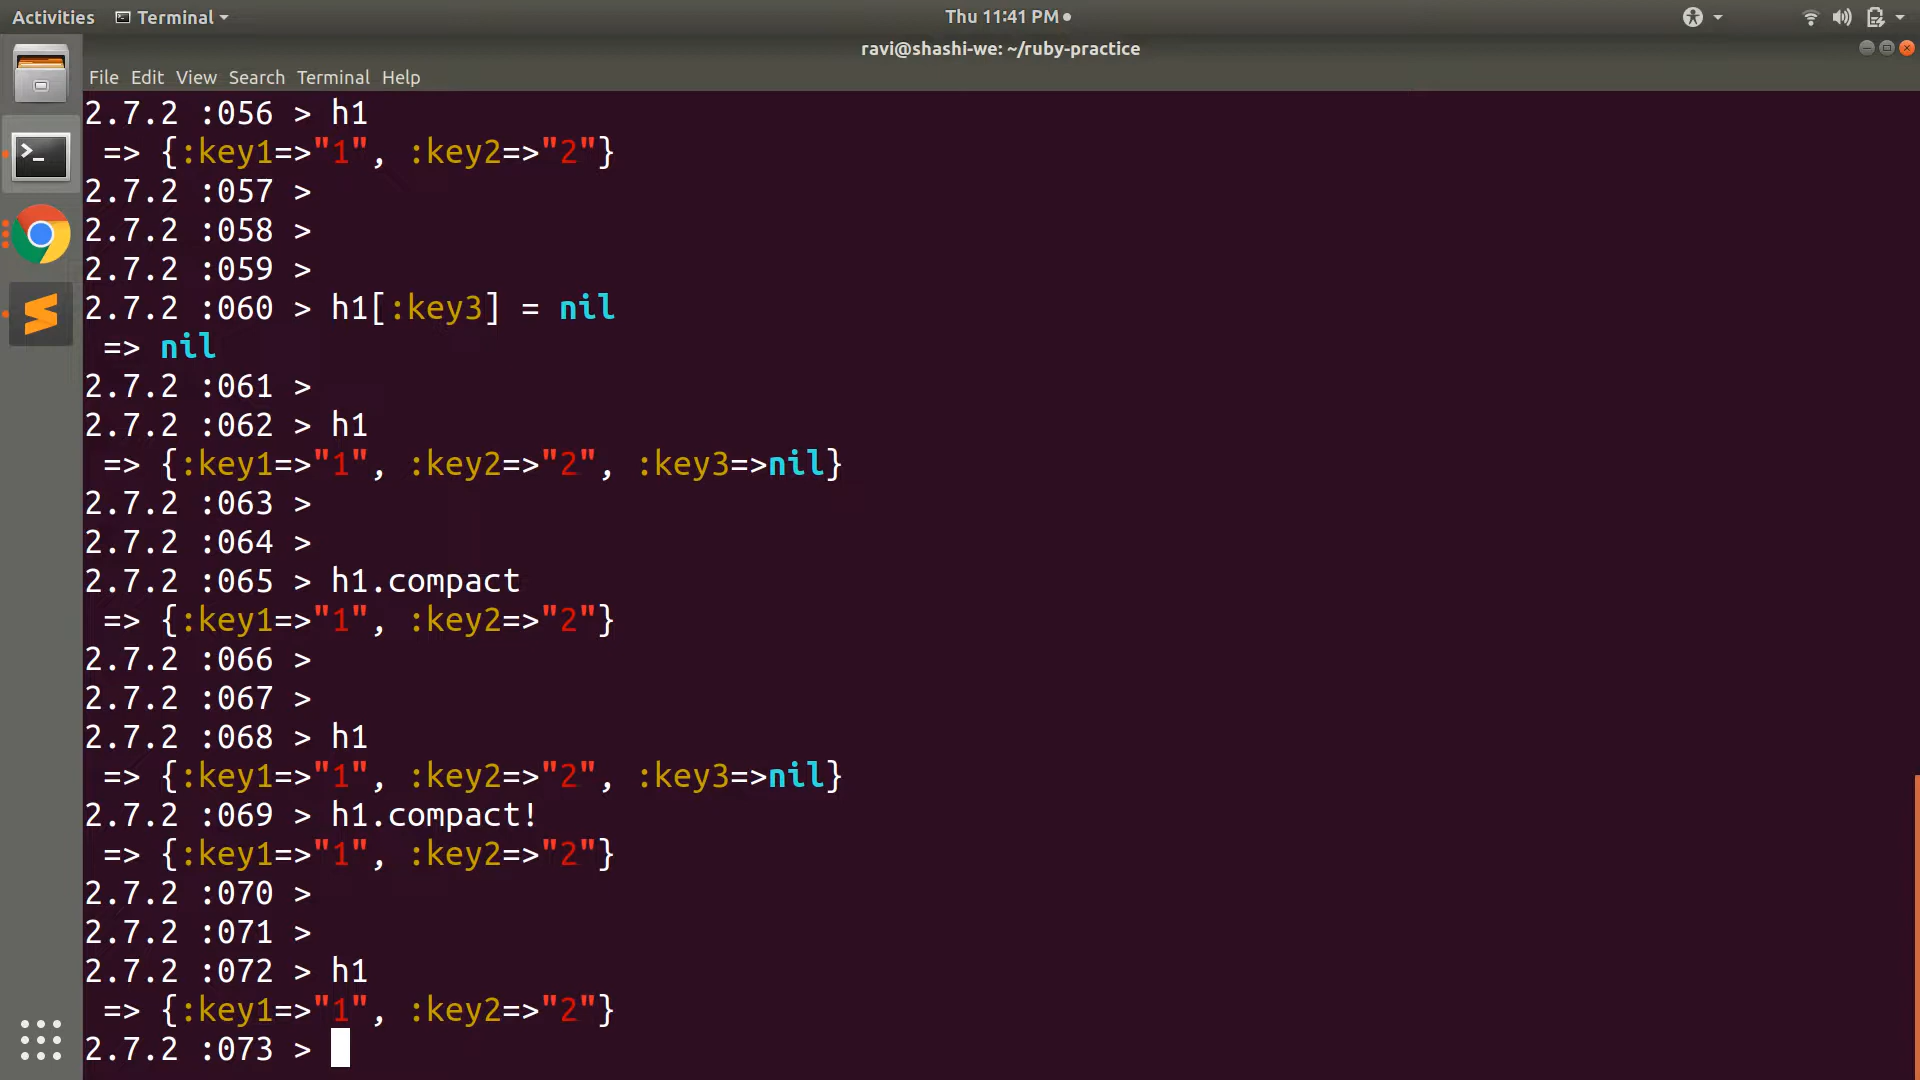 Activities Terminal Thu 11:41 PM
ravi@shashi-we: ~/ruby-practice
File Edit View Search Terminal Help
2.7.2 :056 > h1
 => {:key1=>"1", :key2=>"2"}
2.7.2 :057 >
2.7.2 :058 >
2.7.2 :059 >
2.7.2 :060 > h1[:key3] = nil
 => nil
2.7.2 :061 >
2.7.2 :062 > h1
 => {:key1=>"1", :key2=>"2", :key3=>nil}
2.7.2 :063 >
2.7.2 :064 >
2.7.2 :065 > h1.compact
 => {:key1=>"1", :key2=>"2"}
2.7.2 :066 >
2.7.2 :067 >
2.7.2 :068 > h1
 => {:key1=>"1", :key2=>"2", :key3=>nil}
2.7.2 :069 > h1.compact!
 => {:key1=>"1", :key2=>"2"}
2.7.2 :070 >
2.7.2 :071 >
2.7.2 :072 > h1
 => {:key1=>"1", :key2=>"2"}
2.7.2 :073 >